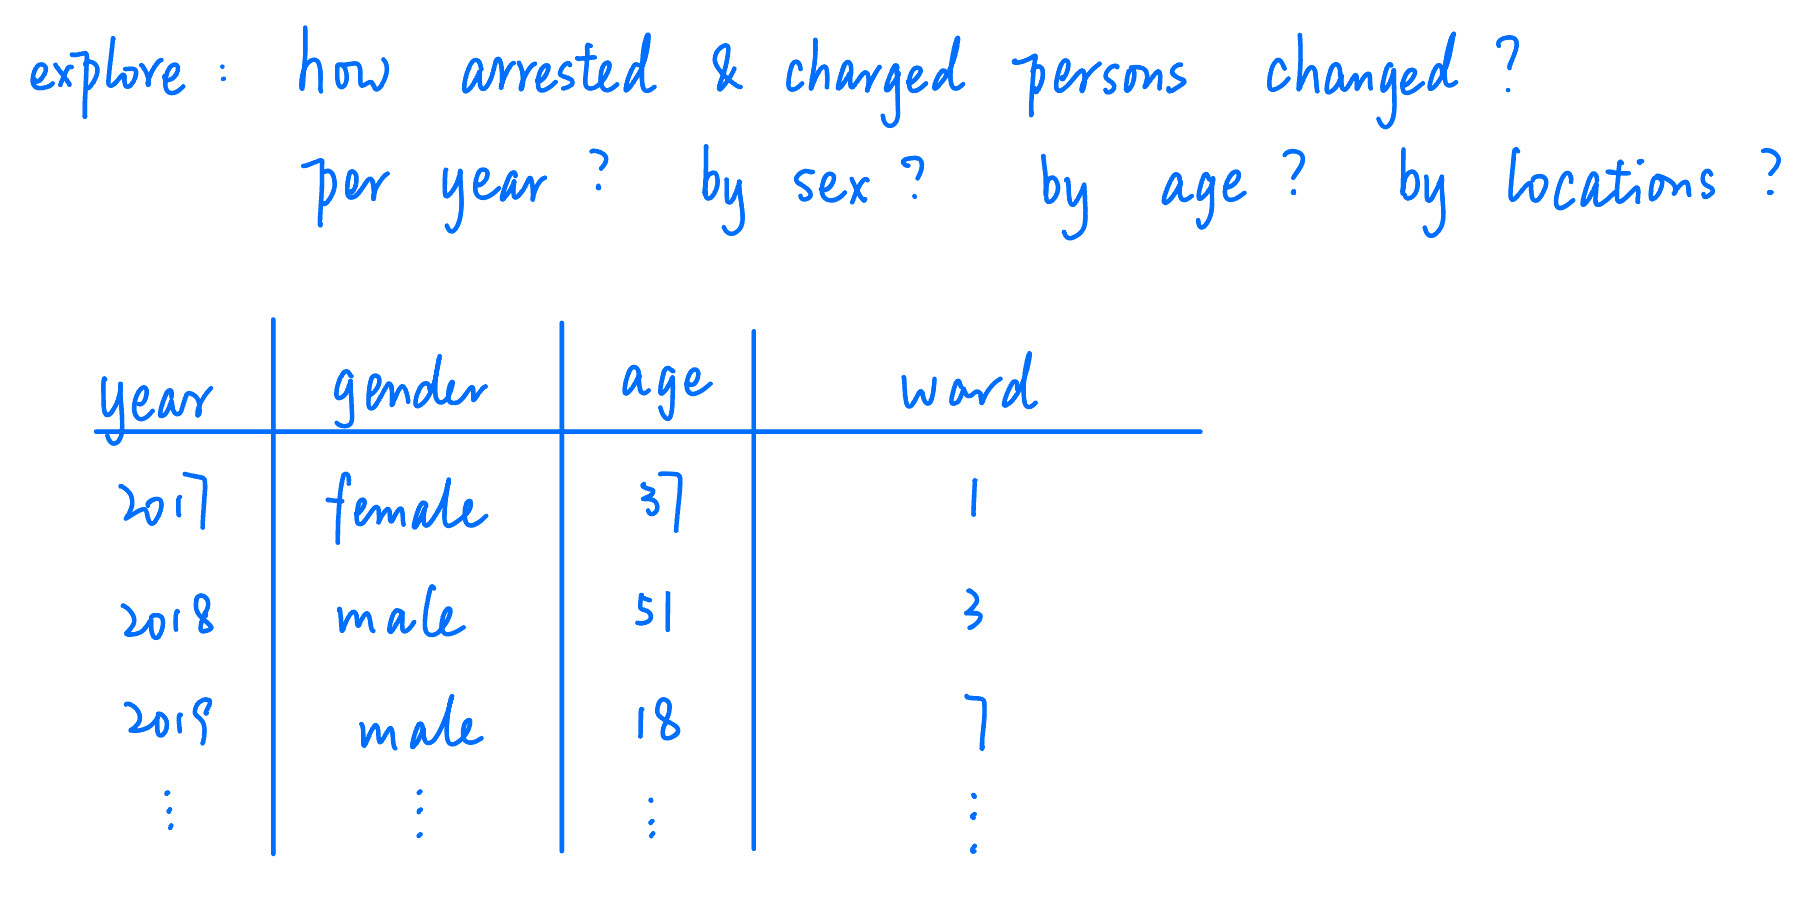 explore : how arrested & charged persons changed ?
per year ? by sex ? by age ? by locations ?
year gender age ward
2017 female 37 1
2018 male 51 3
2019 male 18 7
⋮ ⋮ ⋮ ⋮